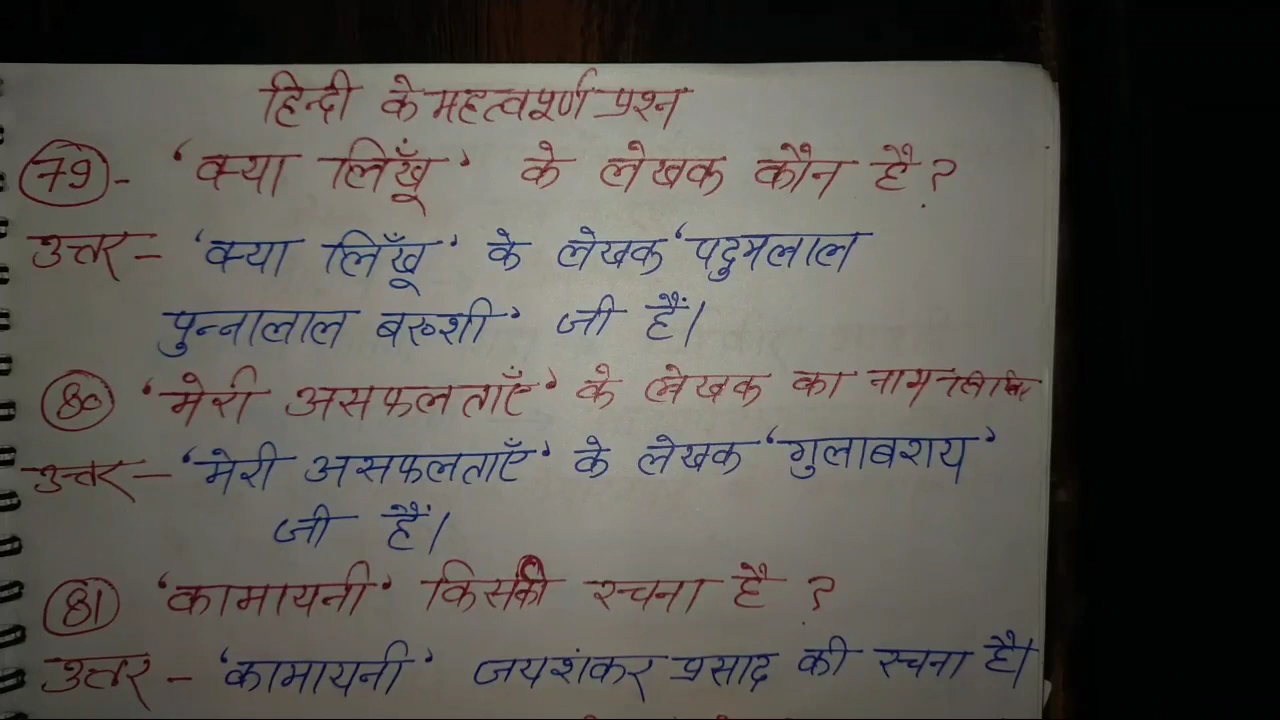 हिन्दी के महत्वपूर्ण प्रश्न
79- 'क्या लिखूँ' के लेखक कौन है ?
उत्तर - 'क्या लिखूँ' के लेखक 'पदुमलाल
पुन्नालाल बख्शी' जी हैं।
80 'मेरी असफलताएँ' के लेखक का नाम लिखिए
उत्तर - 'मेरी असफलताएँ' के लेखक 'गुलाबराय'
जी हैं।
81 'कामायनी' किसकी रचना है ?
उत्तर - 'कामायनी' जयशंकर प्रसाद की रचना है।